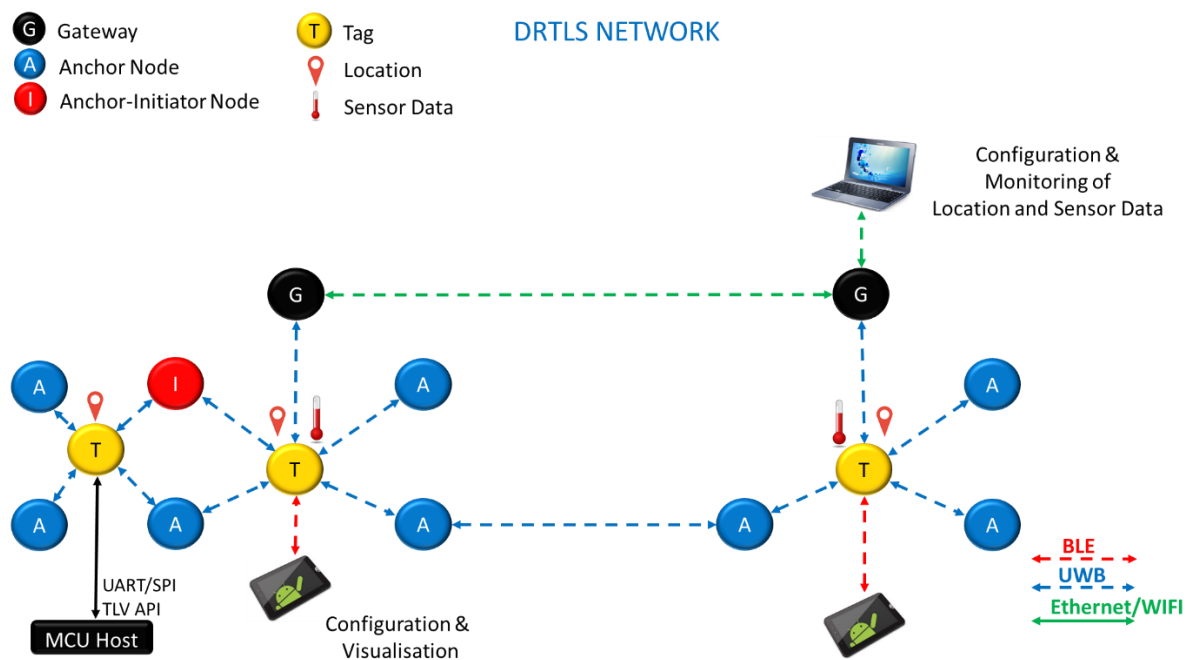 DRTLS NETWORK
G Gateway
T Tag
A Anchor Node
Location
I Anchor-Initiator Node
Sensor Data
Configuration &
Monitoring of
Location and Sensor Data
G
G
A
I
A
A
T
T
T
A
A
A
A
A
UART/SPI
TLV API
MCU Host
Configuration &
Visualisation
BLE
UWB
Ethernet/WIFI